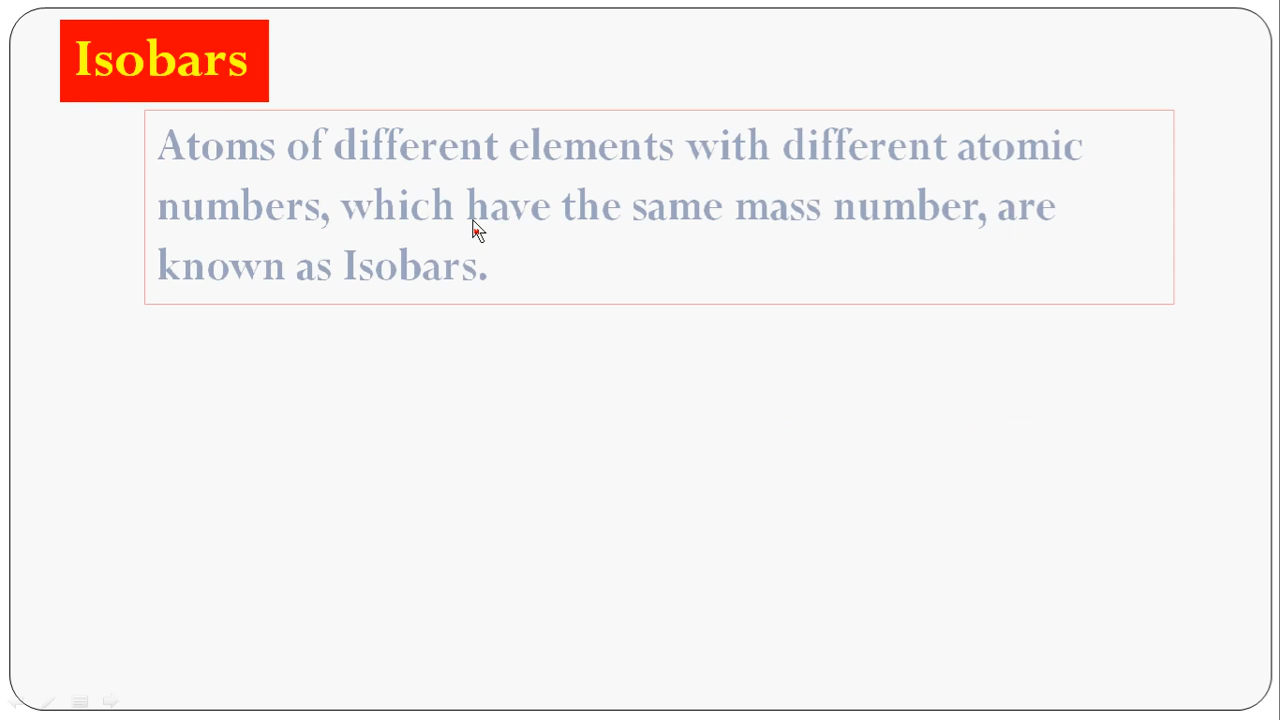 Isobars
Atoms of different elements with different atomic
numbers, which have the same mass number, are
known as Isobars.